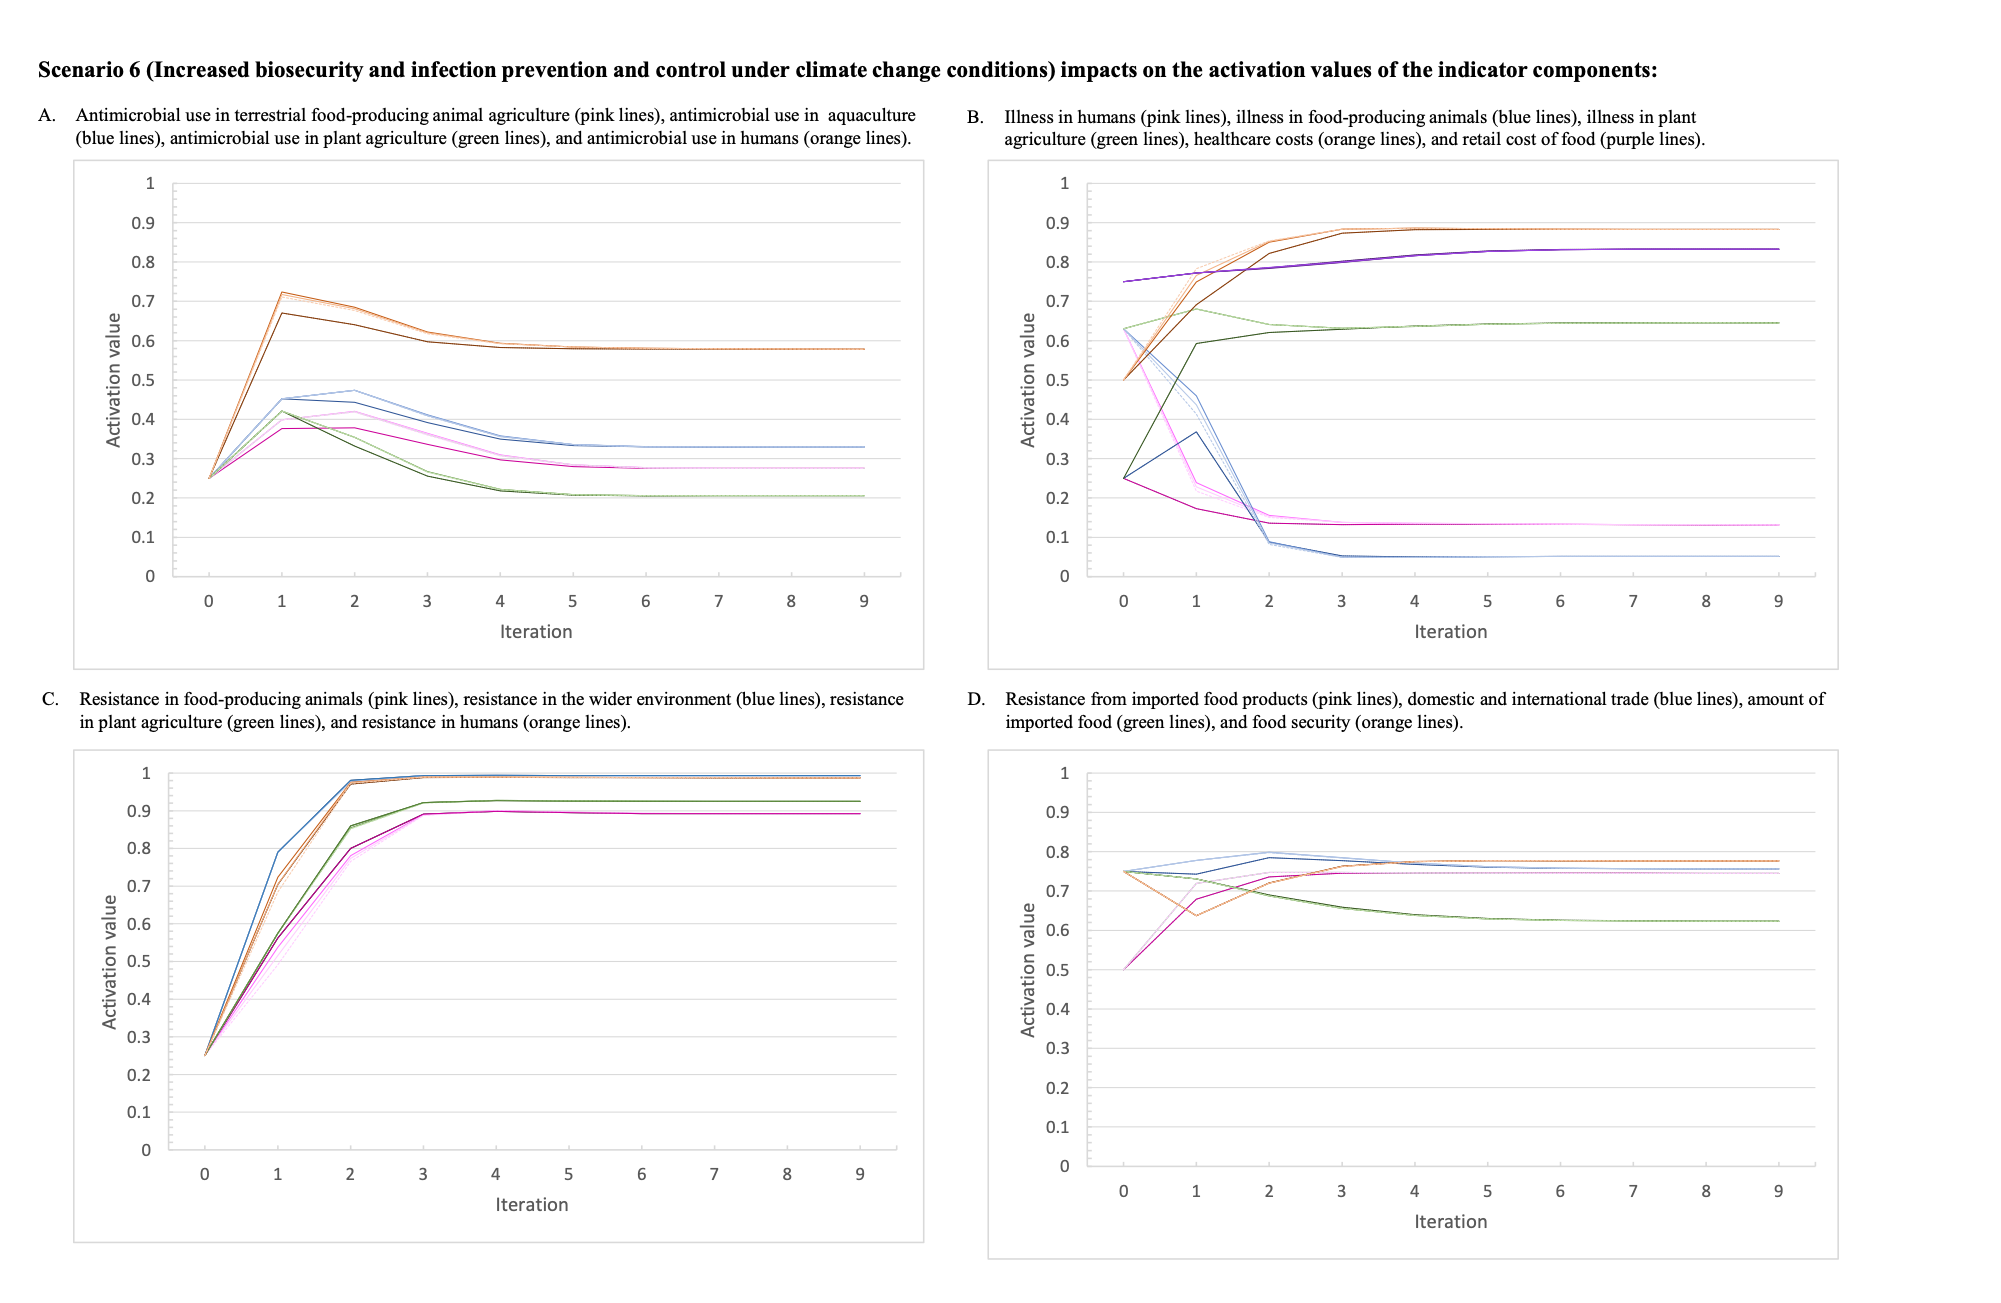 Scenario 6 (Increased biosecurity and infection prevention and control under climate change conditions) impacts on the activation values of the indicator components:
A. Antimicrobial use in terrestrial food-producing animal agriculture (pink lines), antimicrobial use in aquaculture
(blue lines), antimicrobial use in plant agriculture (green lines), and antimicrobial use in humans (orange lines).
1
0.9
0.8
0.7
0.6
0.5
0.4
0.3
0.2
0.1
0
Activation value
0 1 2 3 4 5 6 7 8 9
Iteration
B. Illness in humans (pink lines), illness in food-producing animals (blue lines), illness in plant
agriculture (green lines), healthcare costs (orange lines), and retail cost of food (purple lines).
1
0.9
0.8
0.7
0.6
0.5
0.4
0.3
0.2
0.1
0
Activation value
0 1 2 3 4 5 6 7 8 9
Iteration
C. Resistance in food-producing animals (pink lines), resistance in the wider environment (blue lines), resistance
in plant agriculture (green lines), and resistance in humans (orange lines).
1
0.9
0.8
0.7
0.6
0.5
0.4
0.3
0.2
0.1
0
Activation value
0 1 2 3 4 5 6 7 8 9
Iteration
D. Resistance from imported food products (pink lines), domestic and international trade (blue lines), amount of
imported food (green lines), and food security (orange lines).
1
0.9
0.8
0.7
0.6
0.5
0.4
0.3
0.2
0.1
0
Activation value
0 1 2 3 4 5 6 7 8 9
Iteration